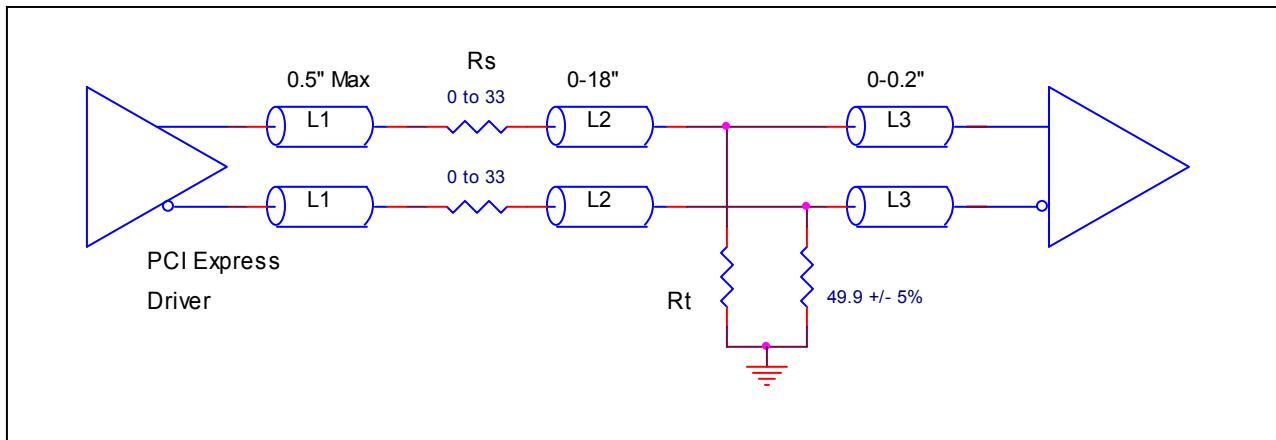 Rs
0.5" Max
0-18"
0-0.2"
0 to 33
L1
L2
L3
0 to 33
L1
L2
L3
PCI Express
Driver
Rt
49.9 +/- 5%